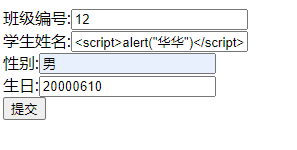 班级编号:12
学生姓名:<script>alert("华华")</script>
性别:男
生日:20000610
提交